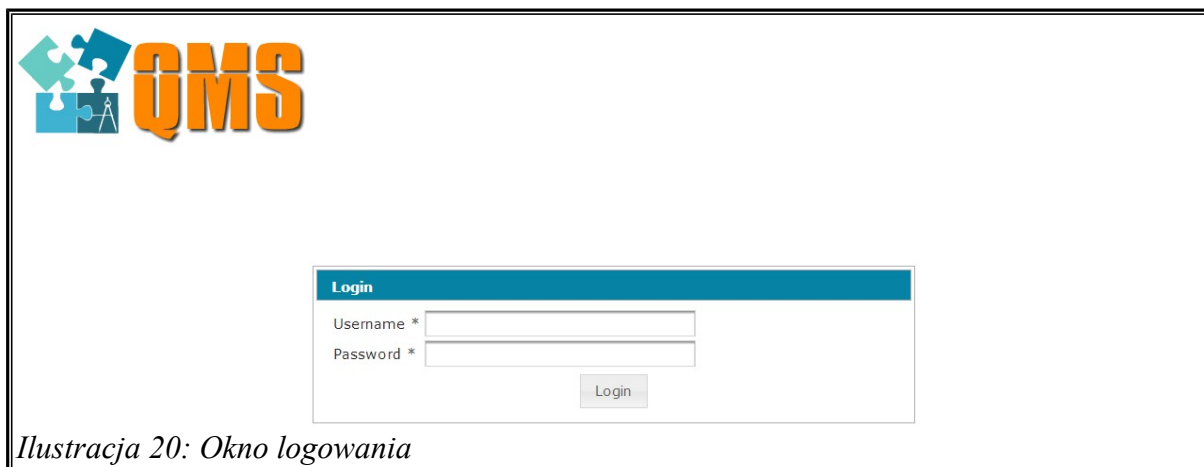 QMS
Login
Username *
Password *
Login
Ilustracja 20: Okno logowania